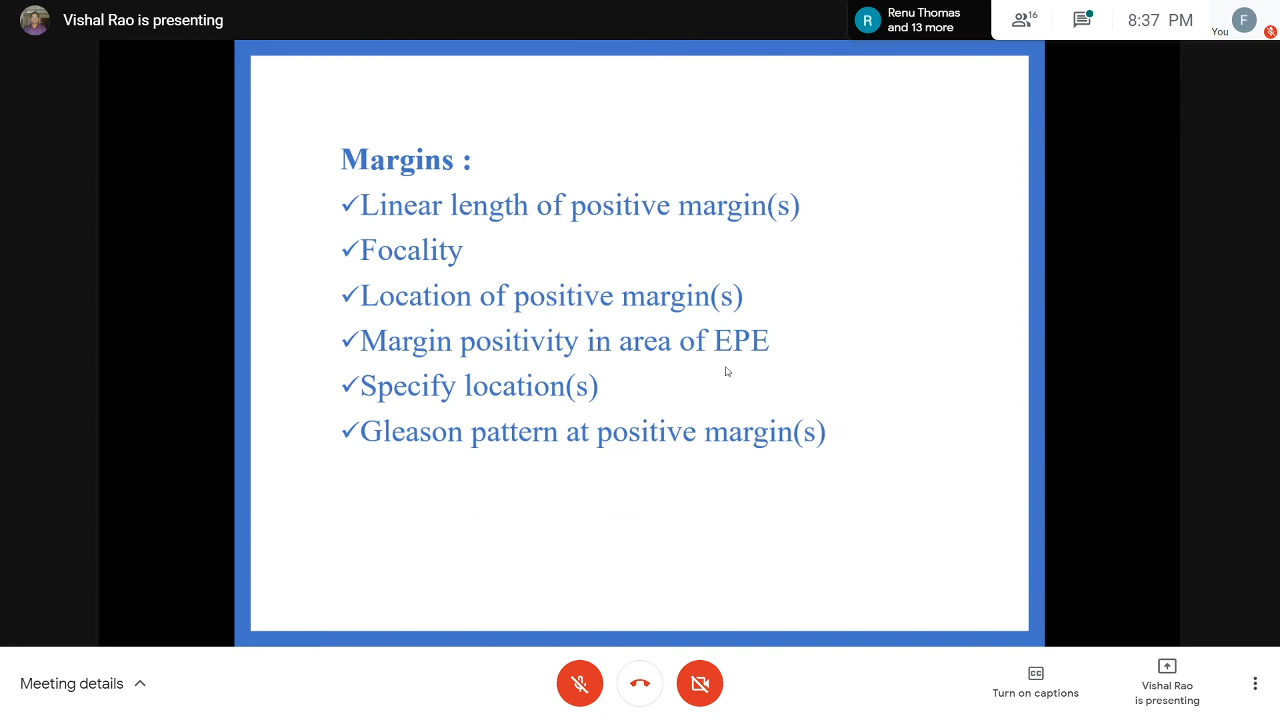 Vishal Rao is presenting
R
Renu Thomas
and 13 more
16
8:37 PM
You
F
Margins :
✓Linear length of positive margin(s)
✓Focality
✓Location of positive margin(s)
✓Margin positivity in area of EPE
✓Specify location(s)
✓Gleason pattern at positive margin(s)
Meeting details
CC
Turn on captions
Vishal Rao
is presenting